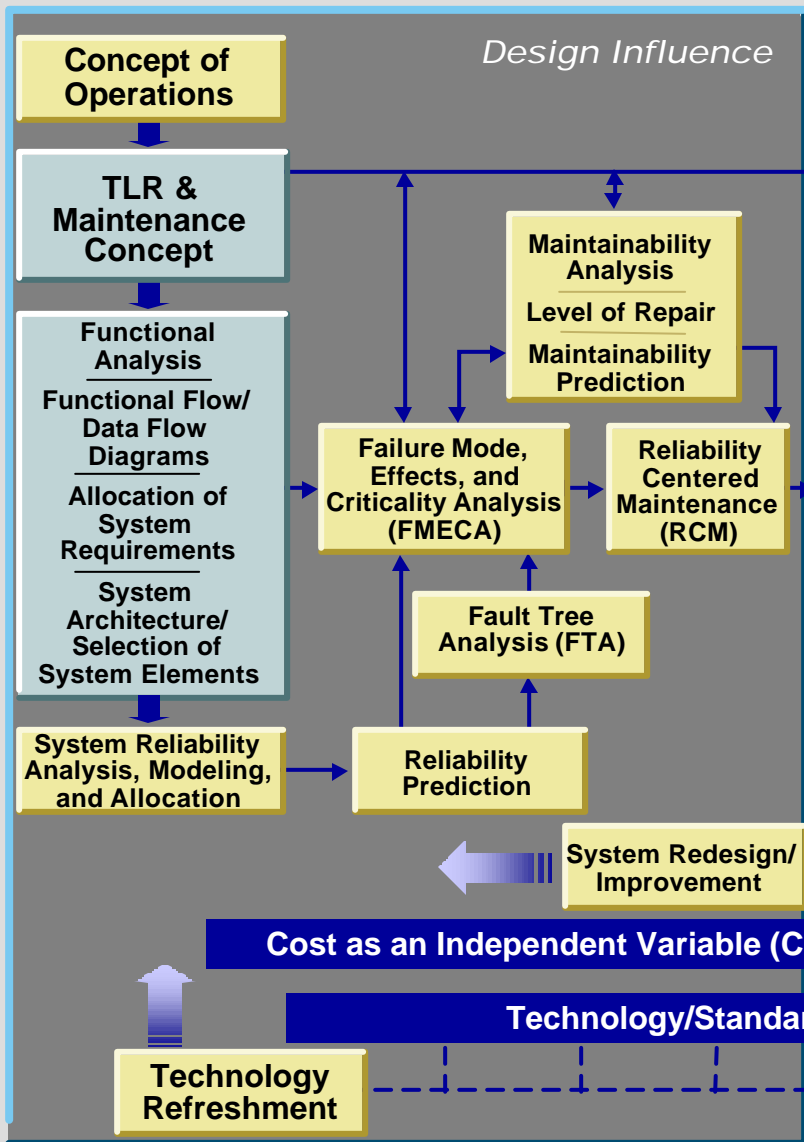 Design Influence
Concept of
Operations
TLR &
Maintenance
Concept
Maintainability
Analysis
Level of Repair
Maintainability
Prediction
Functional
Analysis
Functional Flow/
Data Flow
Diagrams
Allocation of
System
Requirements
System
Architecture/
Selection of
System Elements
Failure Mode,
Effects, and
Criticality Analysis
(FMECA)
Reliability
Centered
Maintenance
(RCM)
Fault Tree
Analysis (FTA)
System Reliability
Analysis, Modeling,
and Allocation
Reliability
Prediction
System Redesign/
Improvement
Cost as an Independent Variable (C
Technology/Standar
Technology
Refreshment